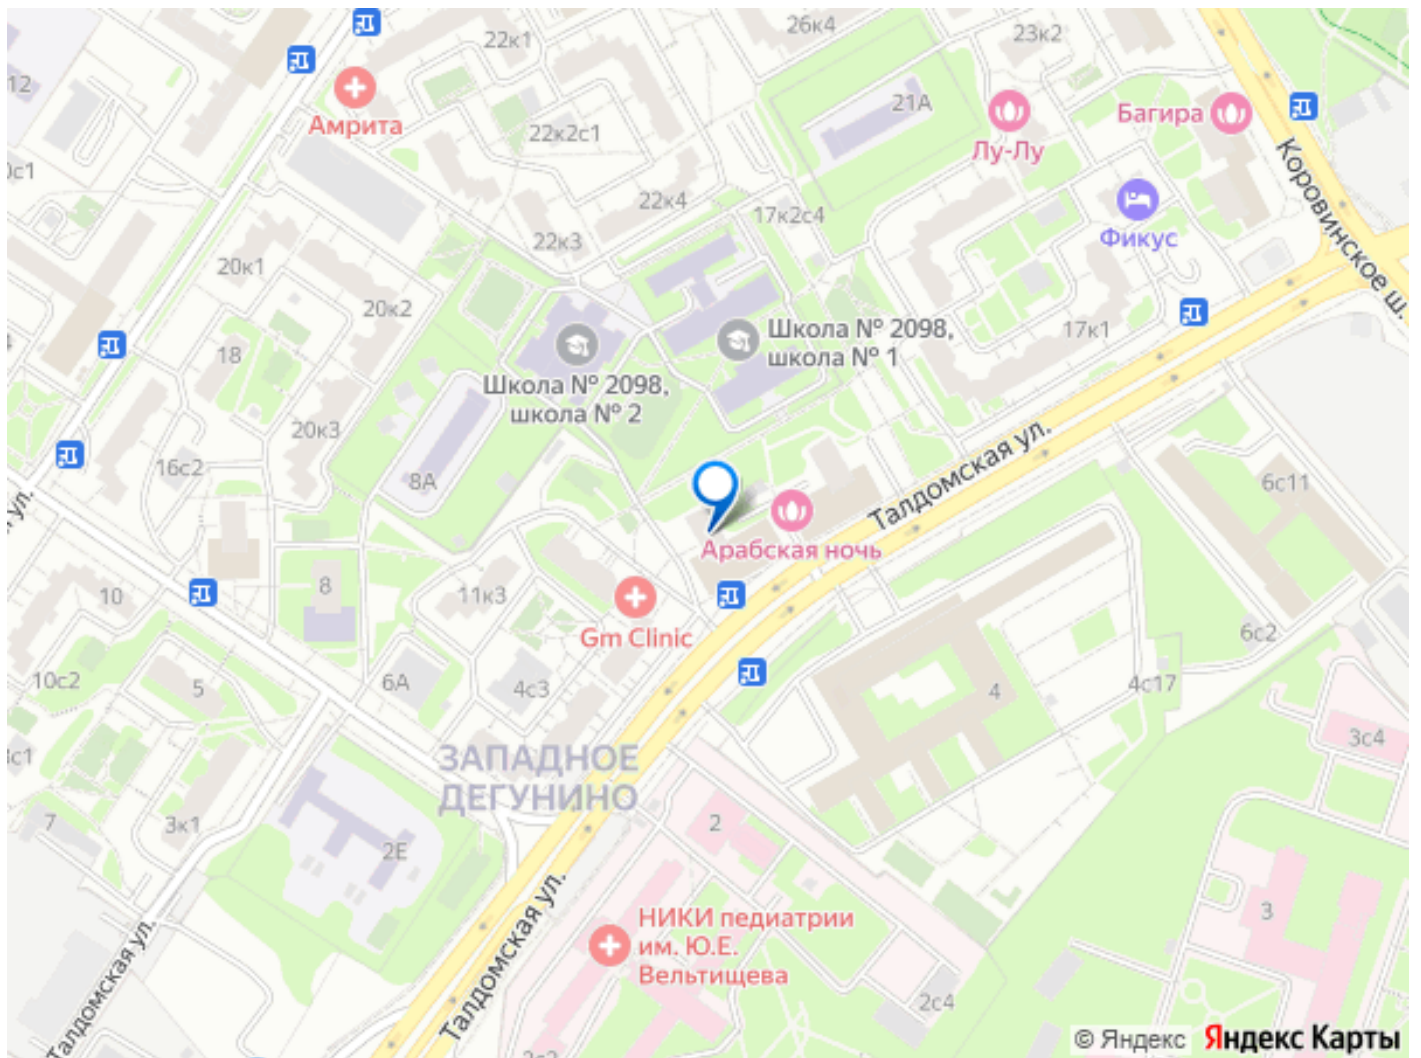 26к4
22к1
23к2
12
21А
Багира
Амрита
22к2с1
Лу-Лу
0с1
Коровинское ш.
22к4
17к2с4
22к3
Фикус
20к1
20к2
17к1
Школа № 2098,
школа № 1
18
Школа № 2098,
школа № 2
20к3
Талдомская ул.
16с2
8А
6с11
ул.
Арабская ночь
8
10
11к3
Gm Clinic
6с2
10с2
5
6А
4с3
4
4с17
3с4
ЗАПАДНОЕ
ДЕГУНИНО
7
3к1
2
2Е
Талдомская ул.
Талдомская ул.
НИКИ педиатрии
им. Ю.Е.
Вельтищева
3
2с4
© Яндекс Яндекс Карты